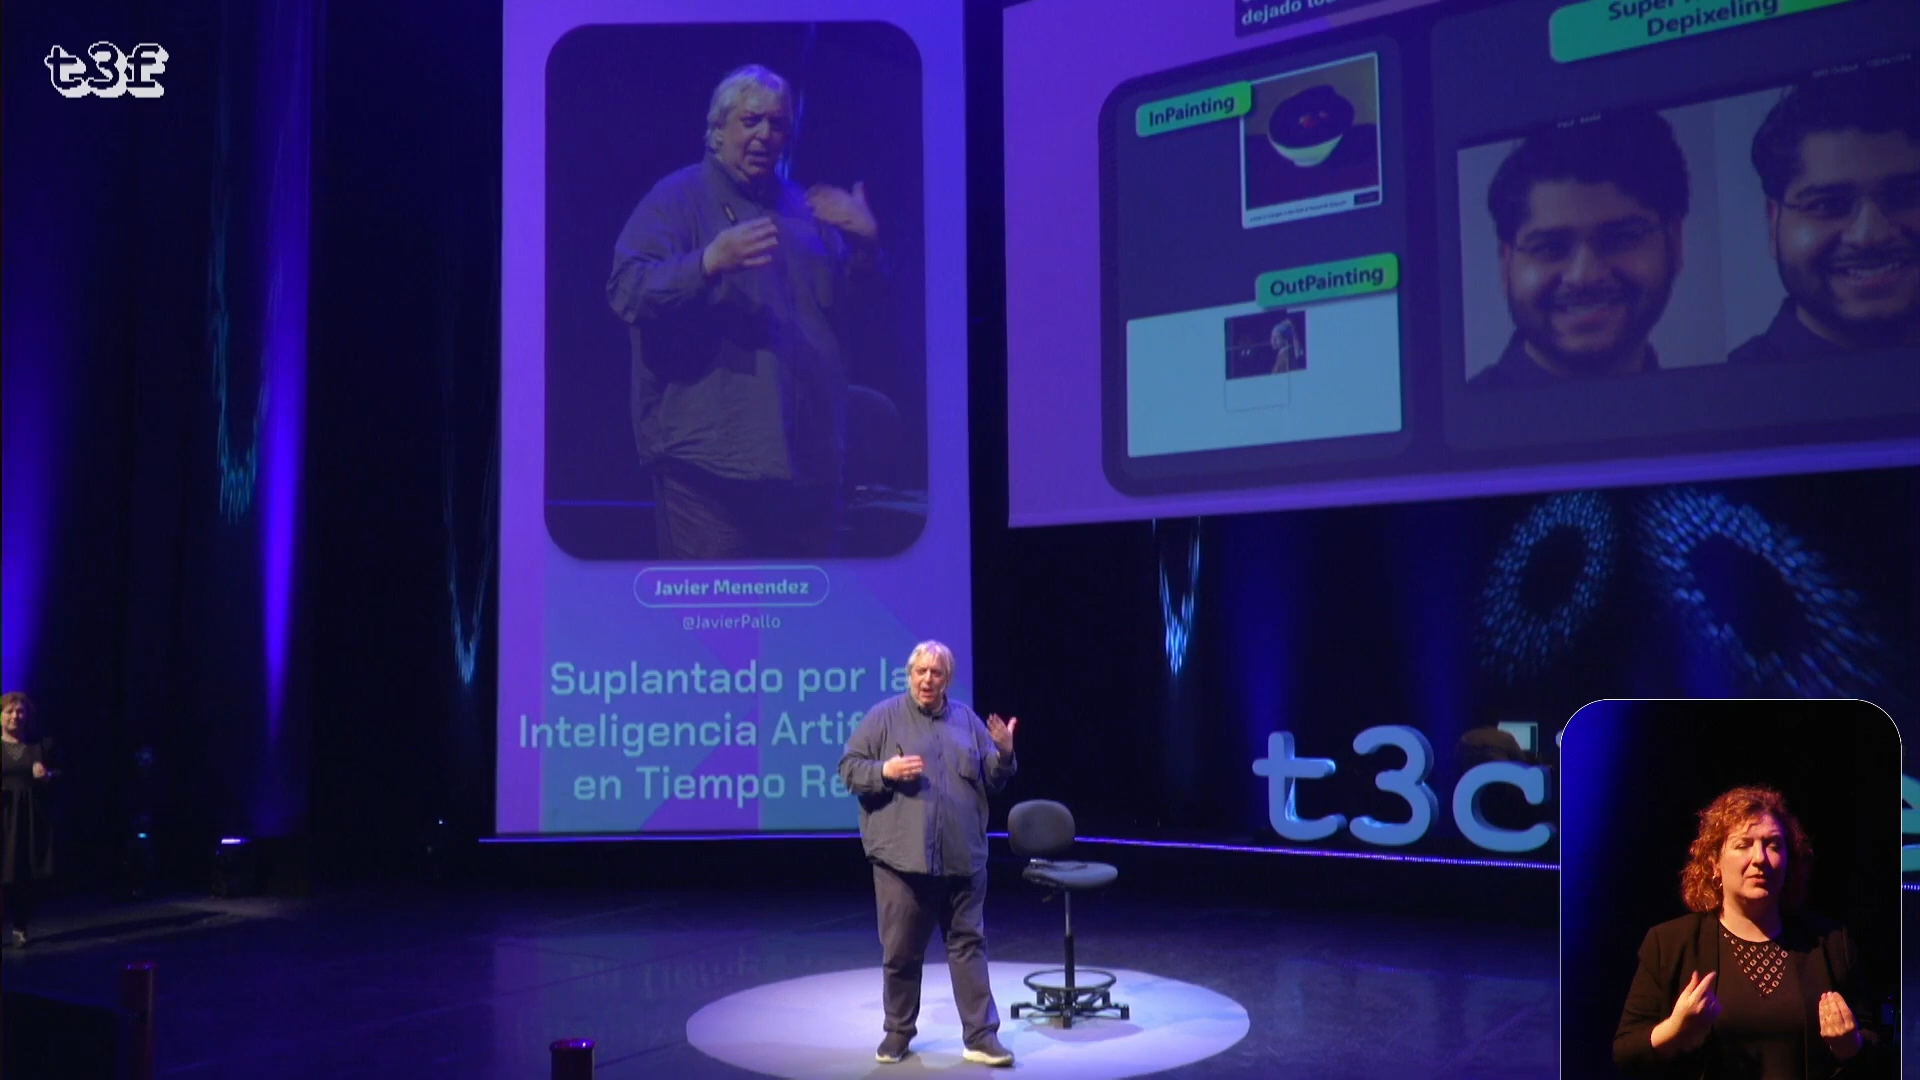 t3f
dejado
Super
Depixeling
InPainting
OutPainting
Javier Menendez
@JavierPallo
Suplantado por la
Inteligencia Artif
en Tiempo Re
t3c